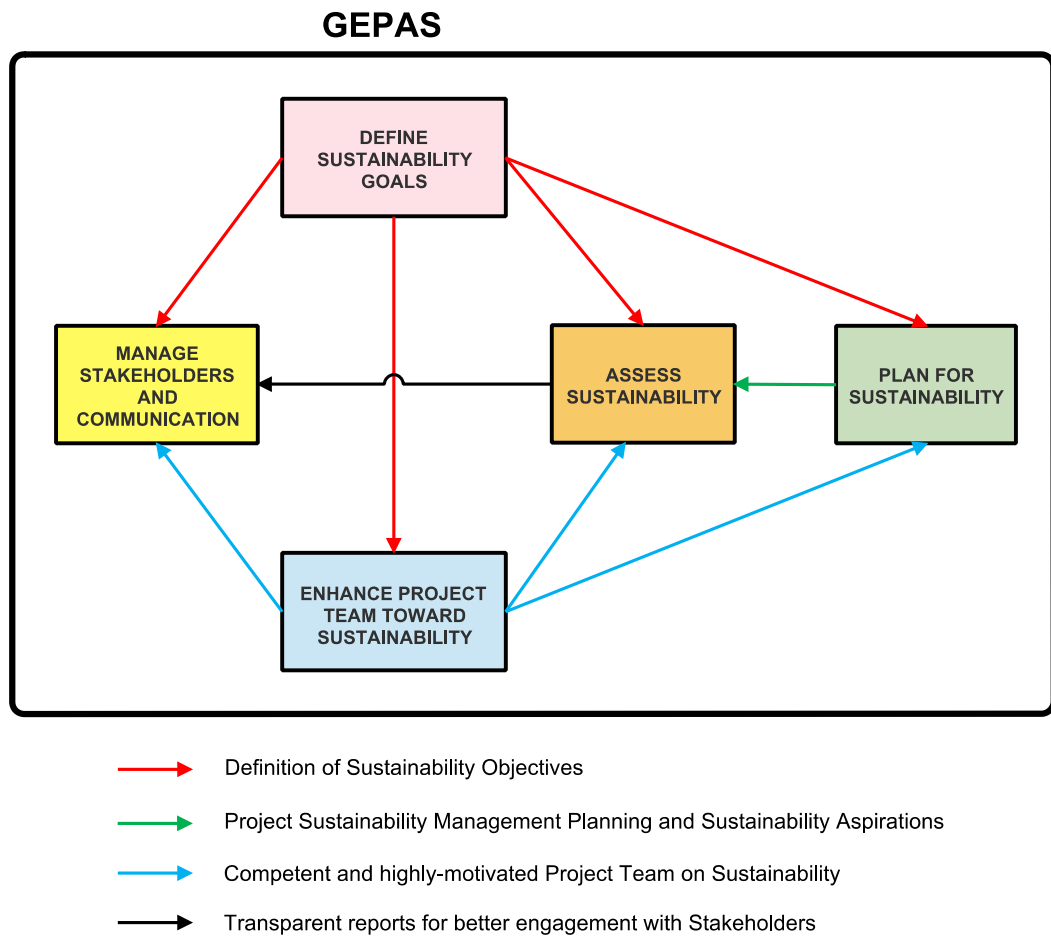 GEPAS
DEFINE
SUSTAINABILITY
GOALS
MANAGE
STAKEHOLDERS
AND
COMMUNICATION
ASSESS
SUSTAINABILITY
PLAN FOR
SUSTAINABILITY
ENHANCE PROJECT
TEAM TOWARD
SUSTAINABILITY
Definition of Sustainability Objectives
Project Sustainability Management Planning and Sustainability Aspirations
Competent and highly-motivated Project Team on Sustainability
Transparent reports for better engagement with Stakeholders